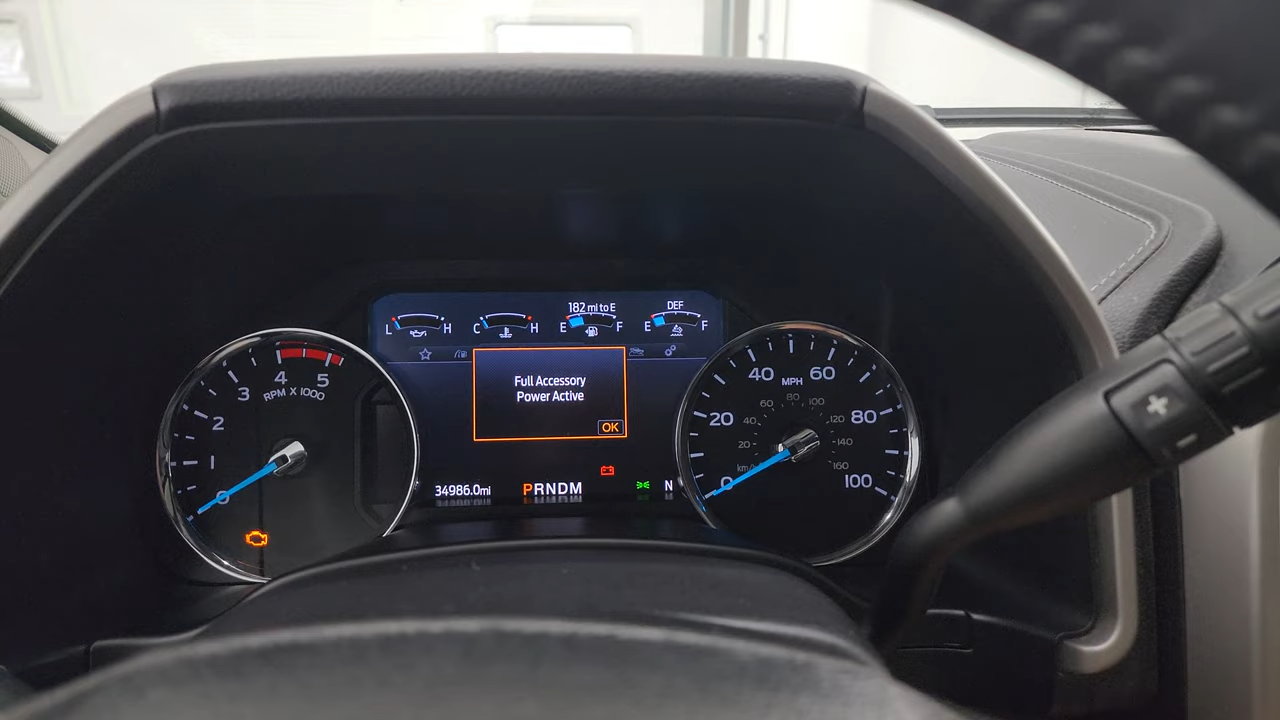 182 mi to E
DEF
L H
C H
E F
E F
Full Accessory
Power Active
OK
34986.0mi
PRNDM
N
0 1 2 3 4 5
RPM X 1000
0 20 40 60 80 100
MPH
20 40 60 80 100 120 140 160
+
-